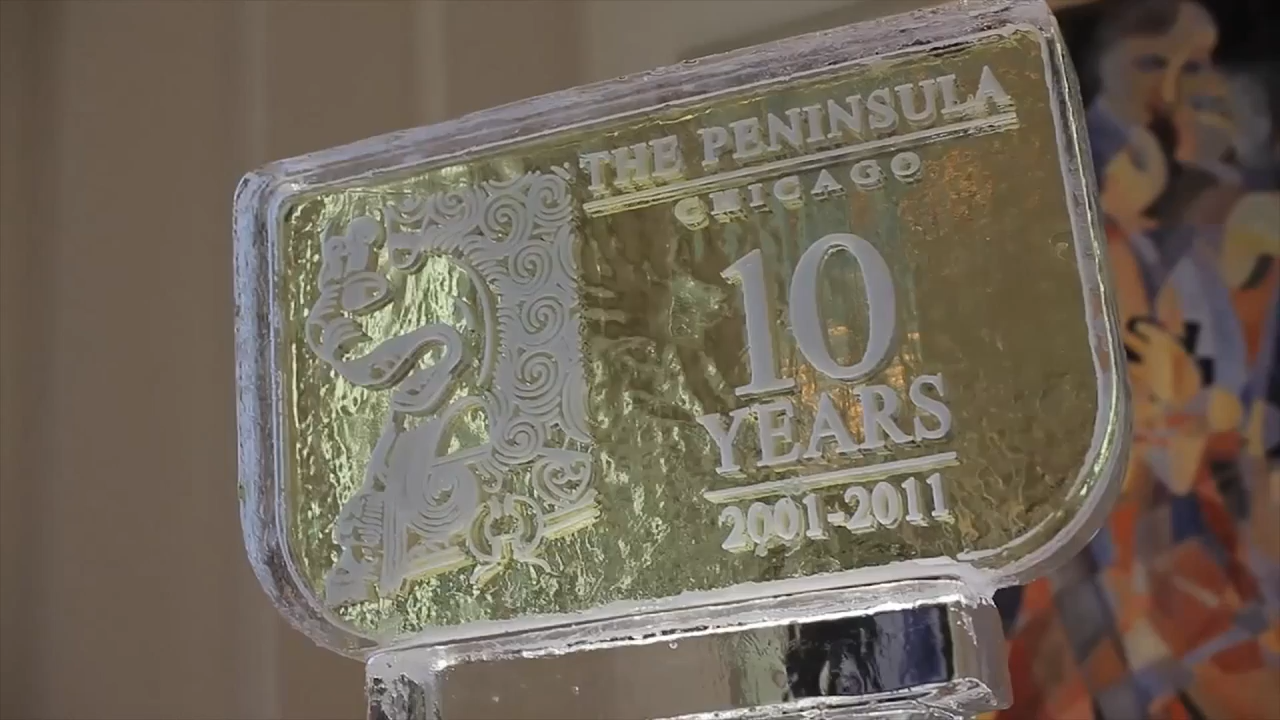 THE PENINSULA
CHICAGO
10
YEARS
2001-2011